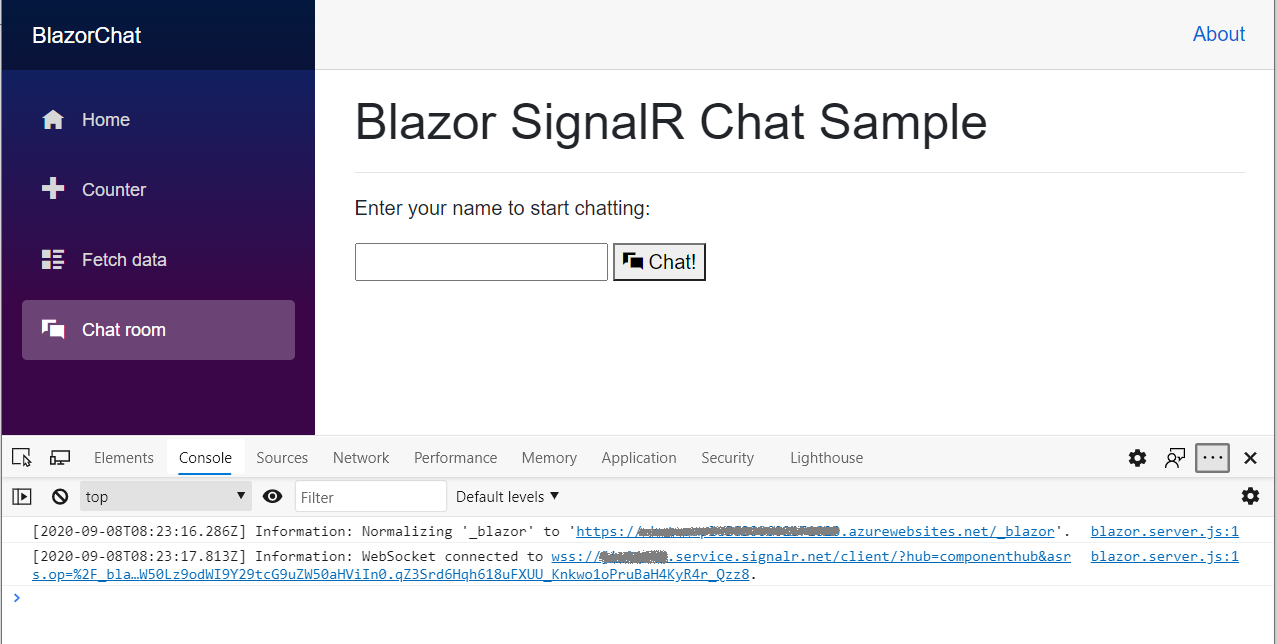 BlazorChat
About
Home
Counter
Fetch data
Chat room
Blazor SignalR Chat Sample
Enter your name to start chatting:
Chat!
Elements Console Sources Network Performance Memory Application Security Lighthouse
top Filter Default levels
[2020-09-08T08:23:16.286Z] Information: Normalizing '_blazor' to 'https:// .azurewebsites.net/_blazor'. blazor.server.js:1
[2020-09-08T08:23:17.813Z] Information: WebSocket connected to wss:// .service.signalr.net/client/?hub=componenthub&asr blazor.server.js:1
s.op=%2F_bla…W50Lz9odWI9Y29tcG9uZW50aHViIn0.qZ3Srd6Hqh618uFXUU_Knkwo1oPruBaH4KyR4r_Qzz8.